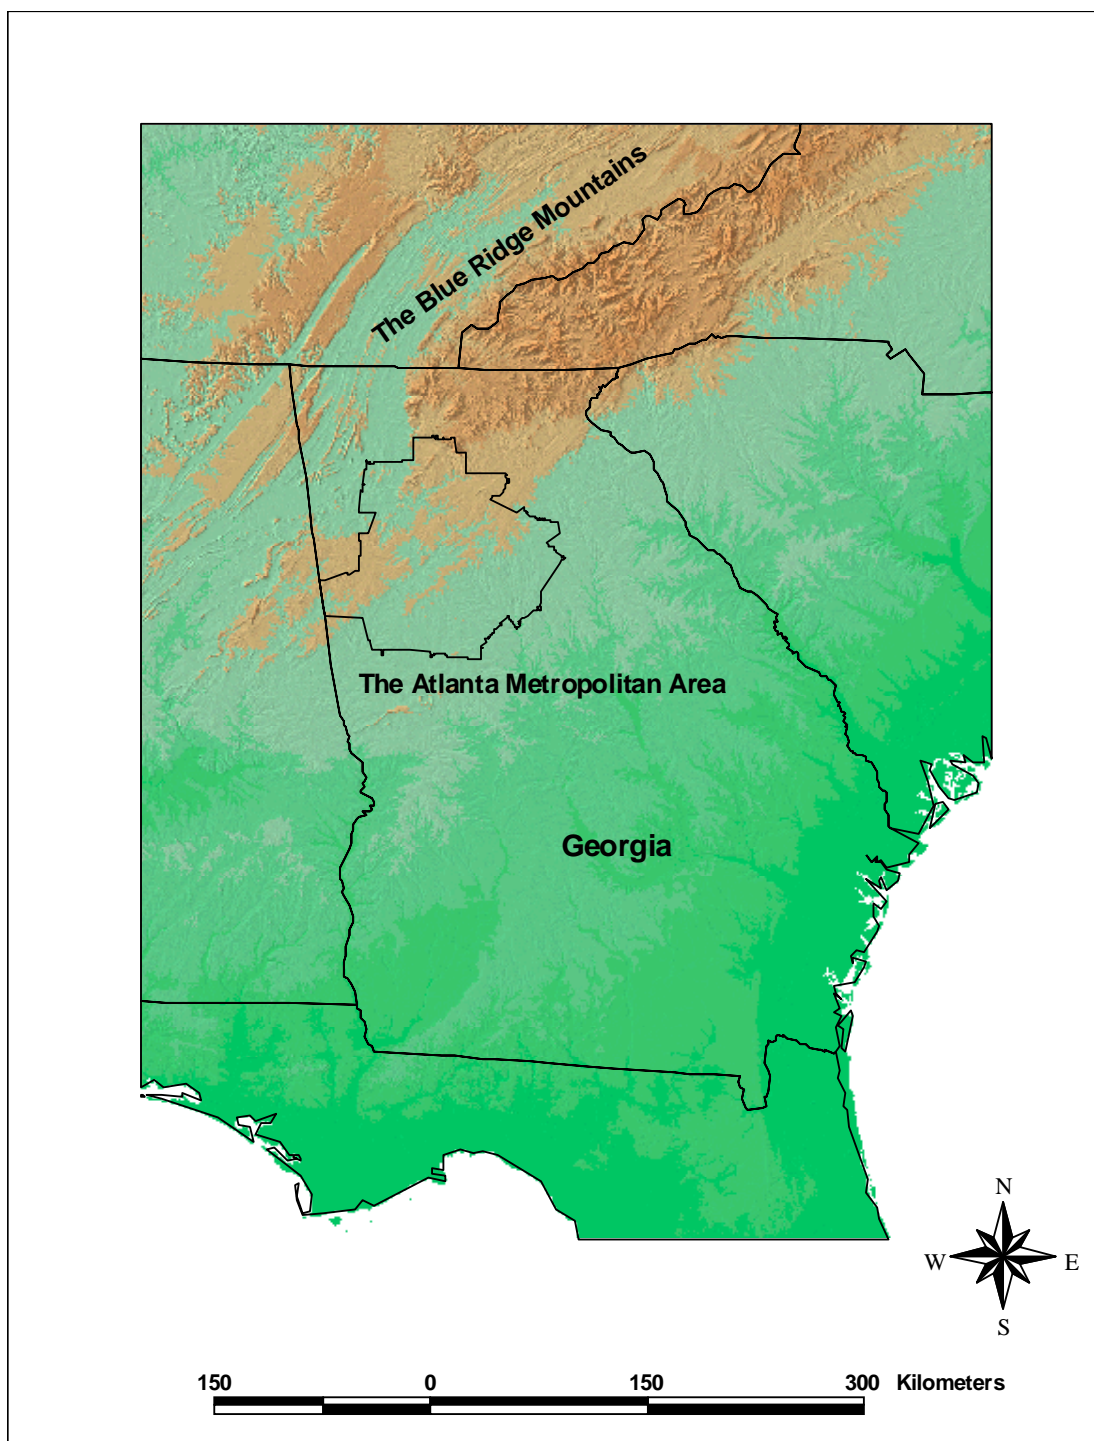 The Blue Ridge Mountains
The Atlanta Metropolitan Area
Georgia
N
W E
S
150 0 150 300 Kilometers